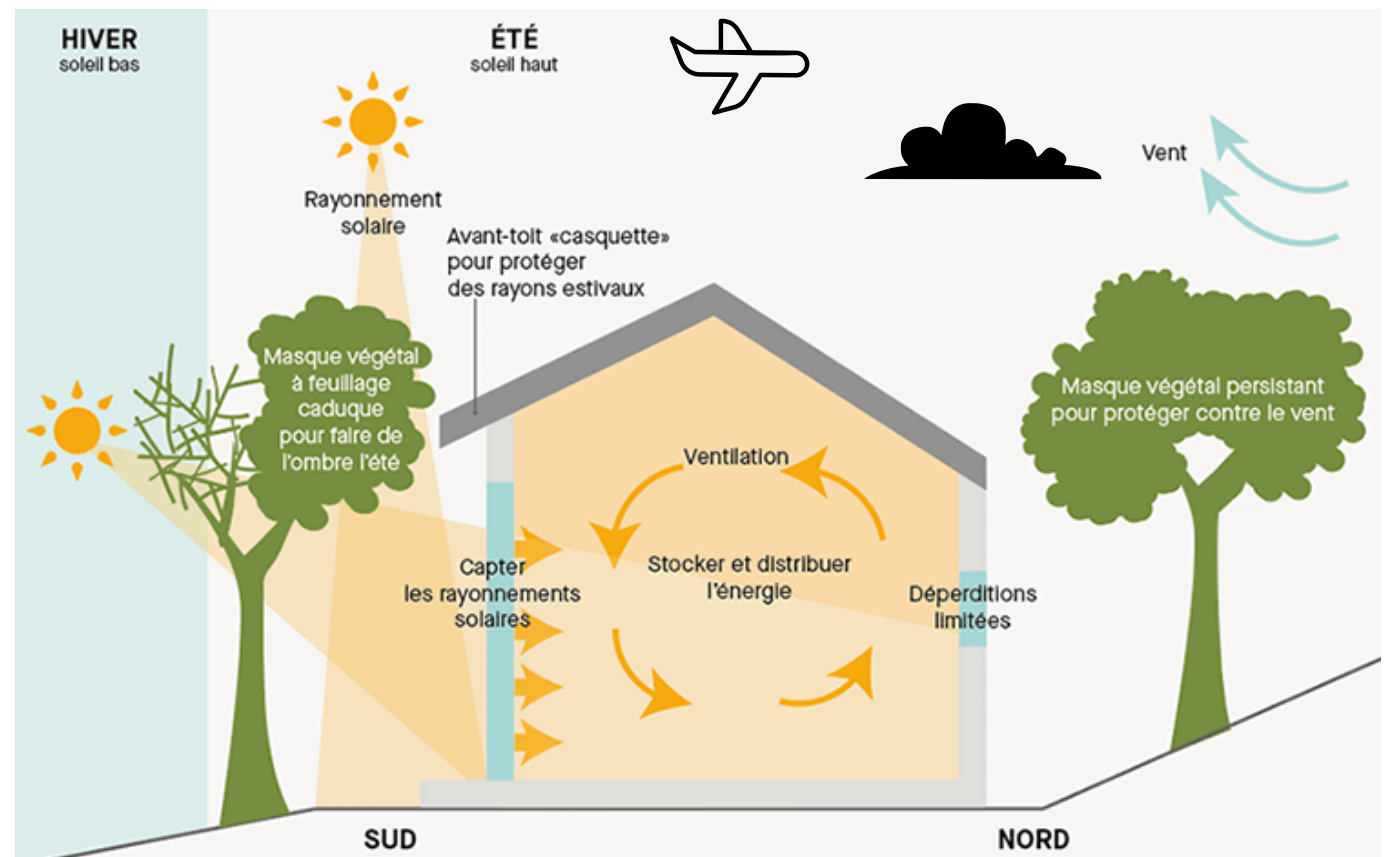 HIVER
soleil bas
ÉTÉ
soleil haut
Vent
Rayonnement
solaire
Avant-toit «casquette»
pour protéger
des rayons estivaux
Masque végétal
à feuillage
caduque
pour faire de
l'ombre l'été
Masque végétal persistant
pour protéger contre le vent
Ventilation
Capter
les rayonnements
solaires
Stocker et distribuer
l'énergie
Déperditions
limitées
SUD
NORD